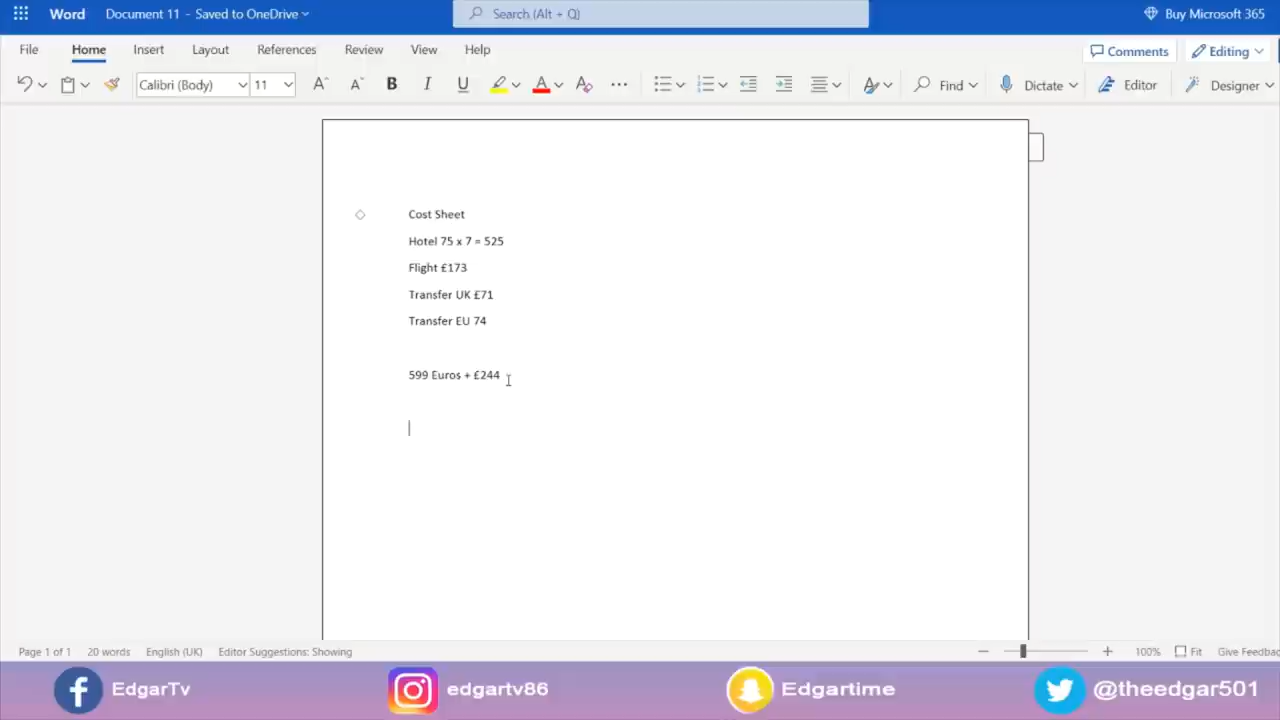 Word Document 11 - Saved to OneDrive Search (Alt + Q) Buy Microsoft 365
File Home Insert Layout References Review View Help Comments Editing
Calibri (Body) 11 Find Dictate Editor Designer
Cost Sheet
Hotel 75 x 7 = 525
Flight £173
Transfer UK £71
Transfer EU 74
599 Euros + £244
Page 1 of 1 20 words English (UK) Editor Suggestions: Showing 100% Fit Give Feedbac
EdgarTv edgartv86 Edgartime @theedgar501